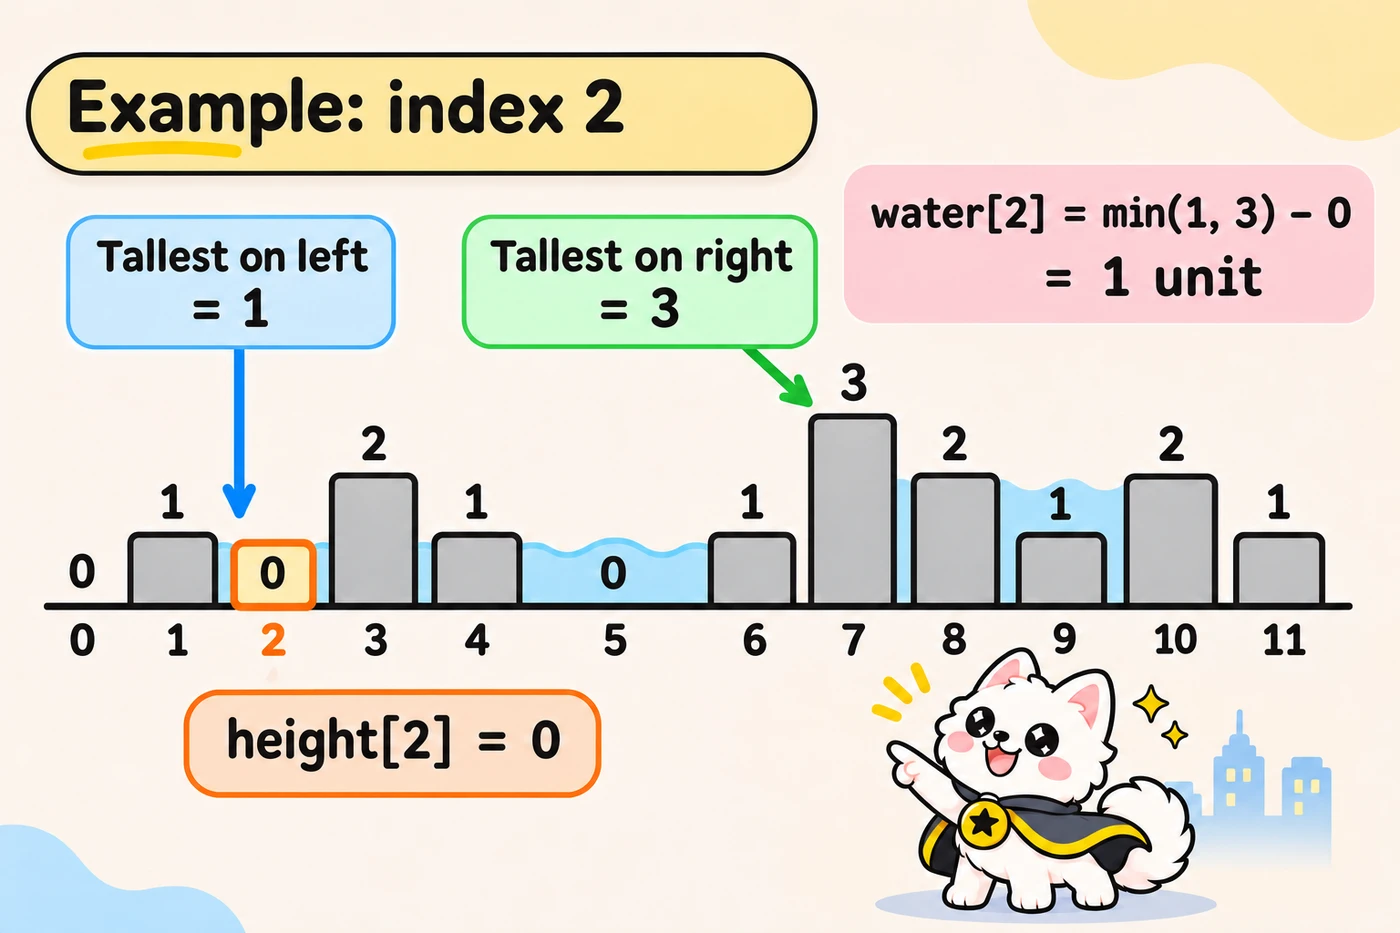 Example: index 2
Tallest on left
= 1
Tallest on right
= 3
water[2] = min(1, 3) – 0
= 1 unit
3
2
2
2
1
1
1
1
1
0
0
0
0 1 2 3 4 5 6 7 8 9 10 11
height[2] = 0